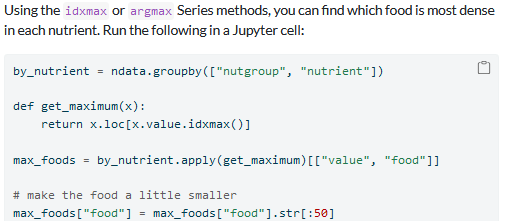 Using the idxmax or argmax Series methods, you can find which food is most dense
in each nutrient. Run the following in a Jupyter cell:
by_nutrient = ndata.groupby(["nutgroup", "nutrient"])
def get_maximum(x):
    return x.loc[x.value.idxmax()]
max_foods = by_nutrient.apply(get_maximum)[["value", "food"]]
# make the food a little smaller
max_foods["food"] = max_foods["food"].str[:50]